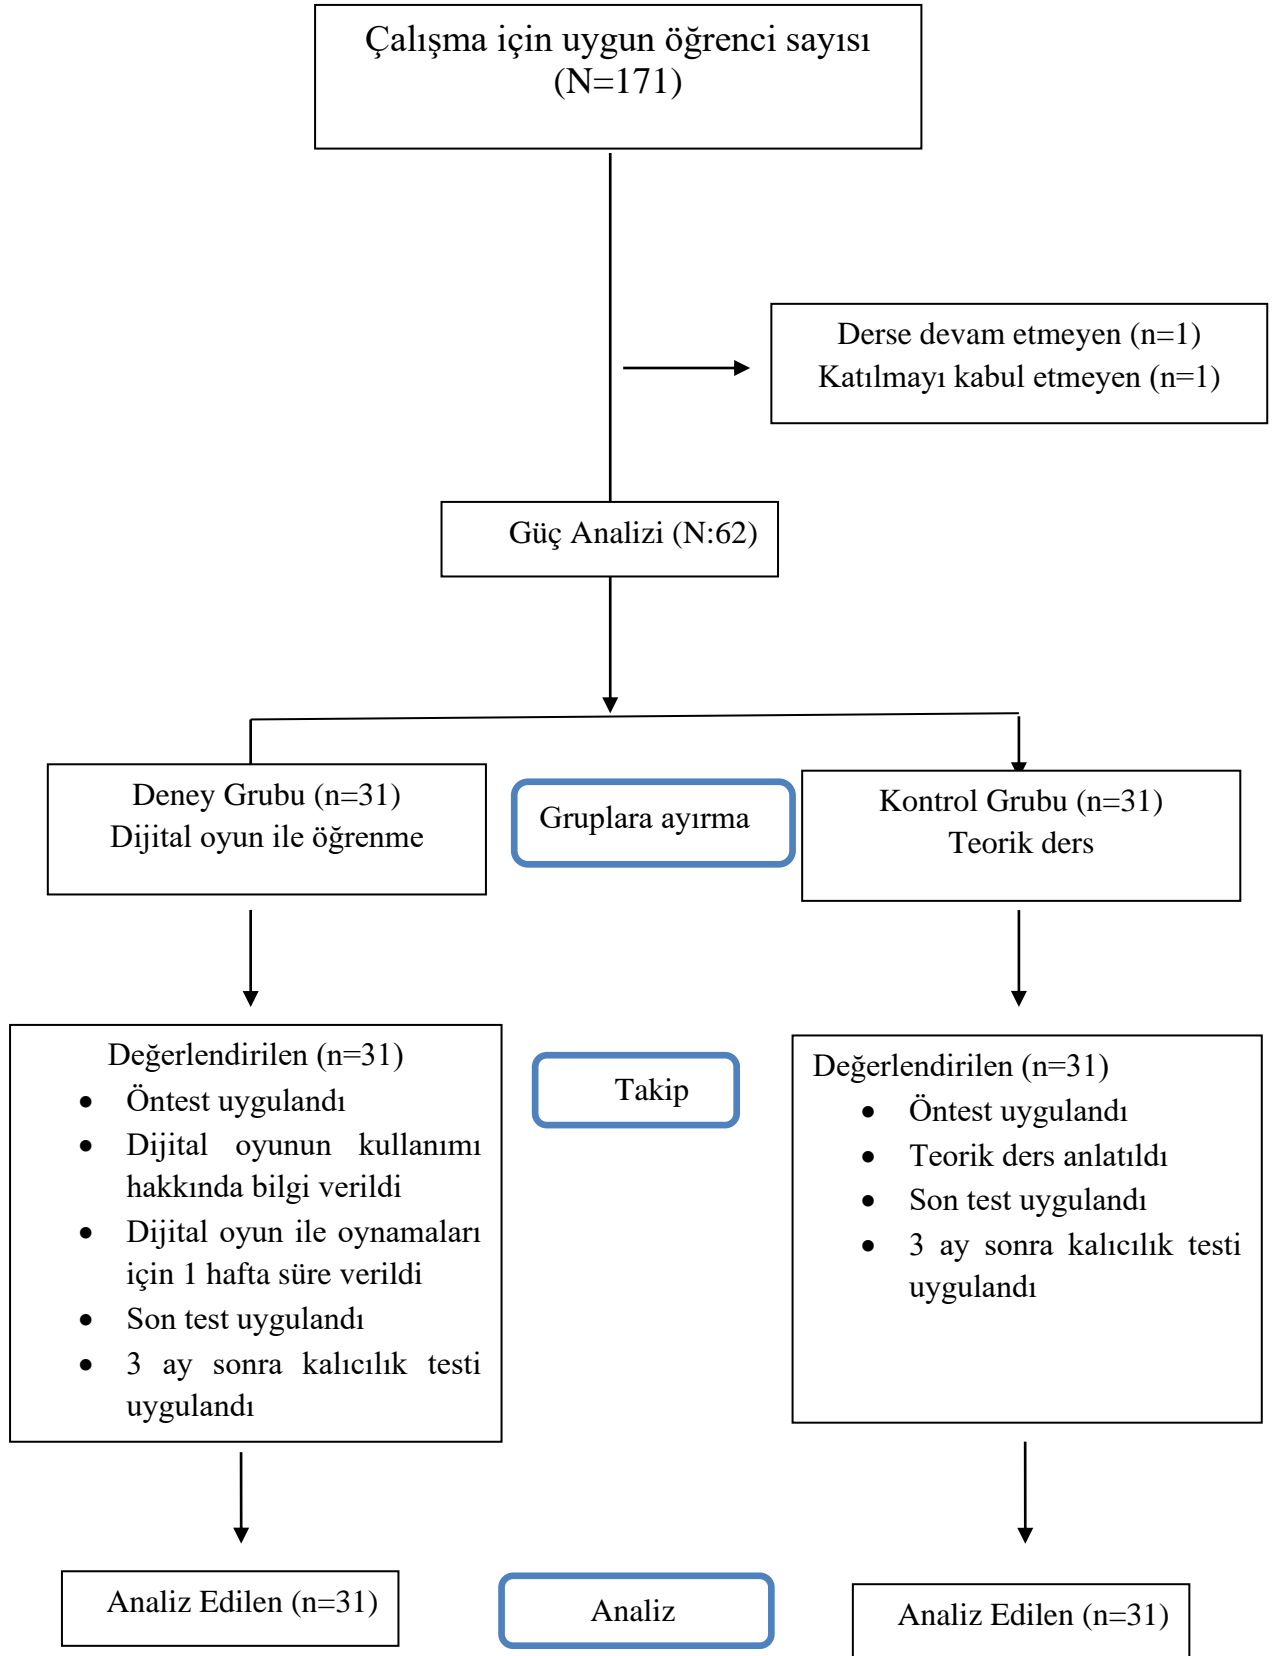 Çalışma için uygun öğrenci sayısı
(N=171)
Derse devam etmeyen (n=1)
Katılmayı kabul etmeyen (n=1)
Güç Analizi (N:62)
Deney Grubu (n=31)
Dijital oyun ile öğrenme
Gruplara ayırma
Kontrol Grubu (n=31)
Teorik ders
Değerlendirilen (n=31)
• Öntest uygulandı
• Dijital oyunun kullanımı
hakkında bilgi verildi
• Dijital oyun ile oynamaları
için 1 hafta süre verildi
• Son test uygulandı
• 3 ay sonra kalıcılık testi
uygulandı
Takip
Değerlendirilen (n=31)
• Öntest uygulandı
• Teorik ders anlatıldı
• Son test uygulandı
• 3 ay sonra kalıcılık testi
uygulandı
Analiz Edilen (n=31)
Analiz
Analiz Edilen (n=31)